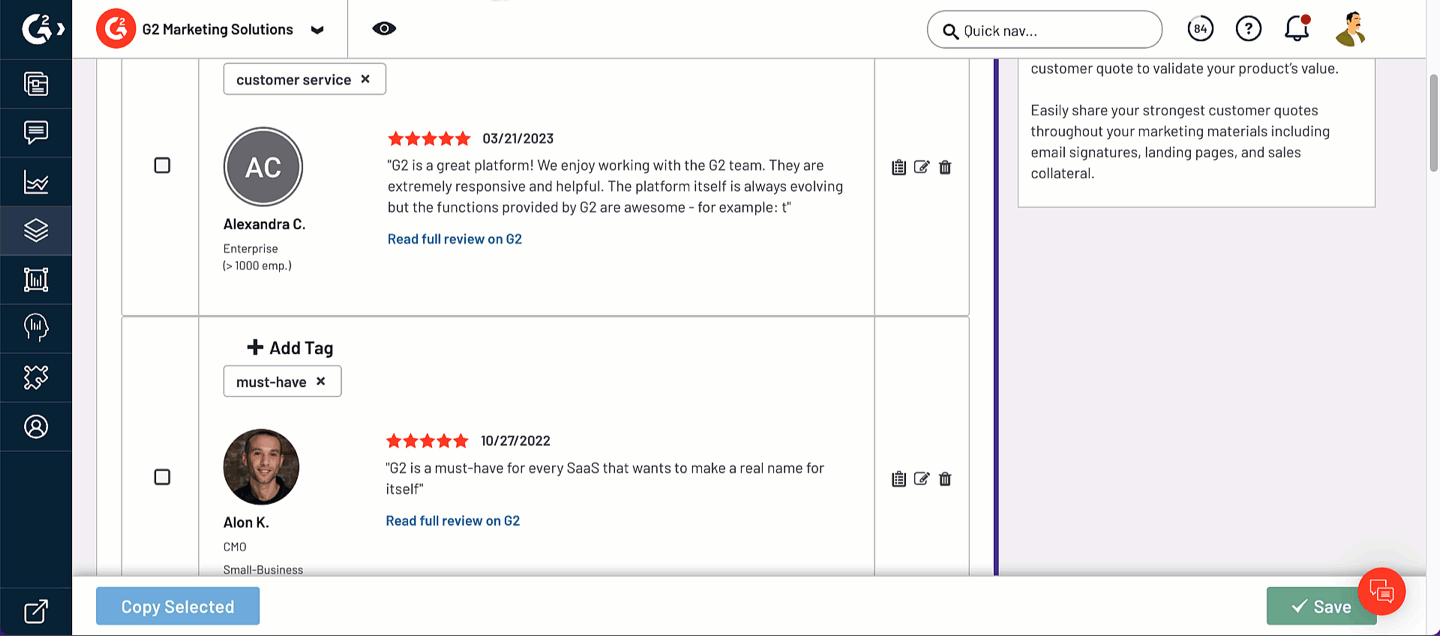 G2 Marketing Solutions
Quick nav...
84
customer service ×
AC
Alexandra C.
Enterprise
(> 1000 emp.)
03/21/2023
"G2 is a great platform! We enjoy working with the G2 team. They are
extremely responsive and helpful. The platform itself is always evolving
but the functions provided by G2 are awesome - for example: t"
Read full review on G2
+ Add Tag
must-have ×
Alon K.
CMO
Small-Business
10/27/2022
"G2 is a must-have for every SaaS that wants to make a real name for
itself"
Read full review on G2
customer quote to validate your product's value.
Easily share your strongest customer quotes
throughout your marketing materials including
email signatures, landing pages, and sales
collateral.
Copy Selected
Save